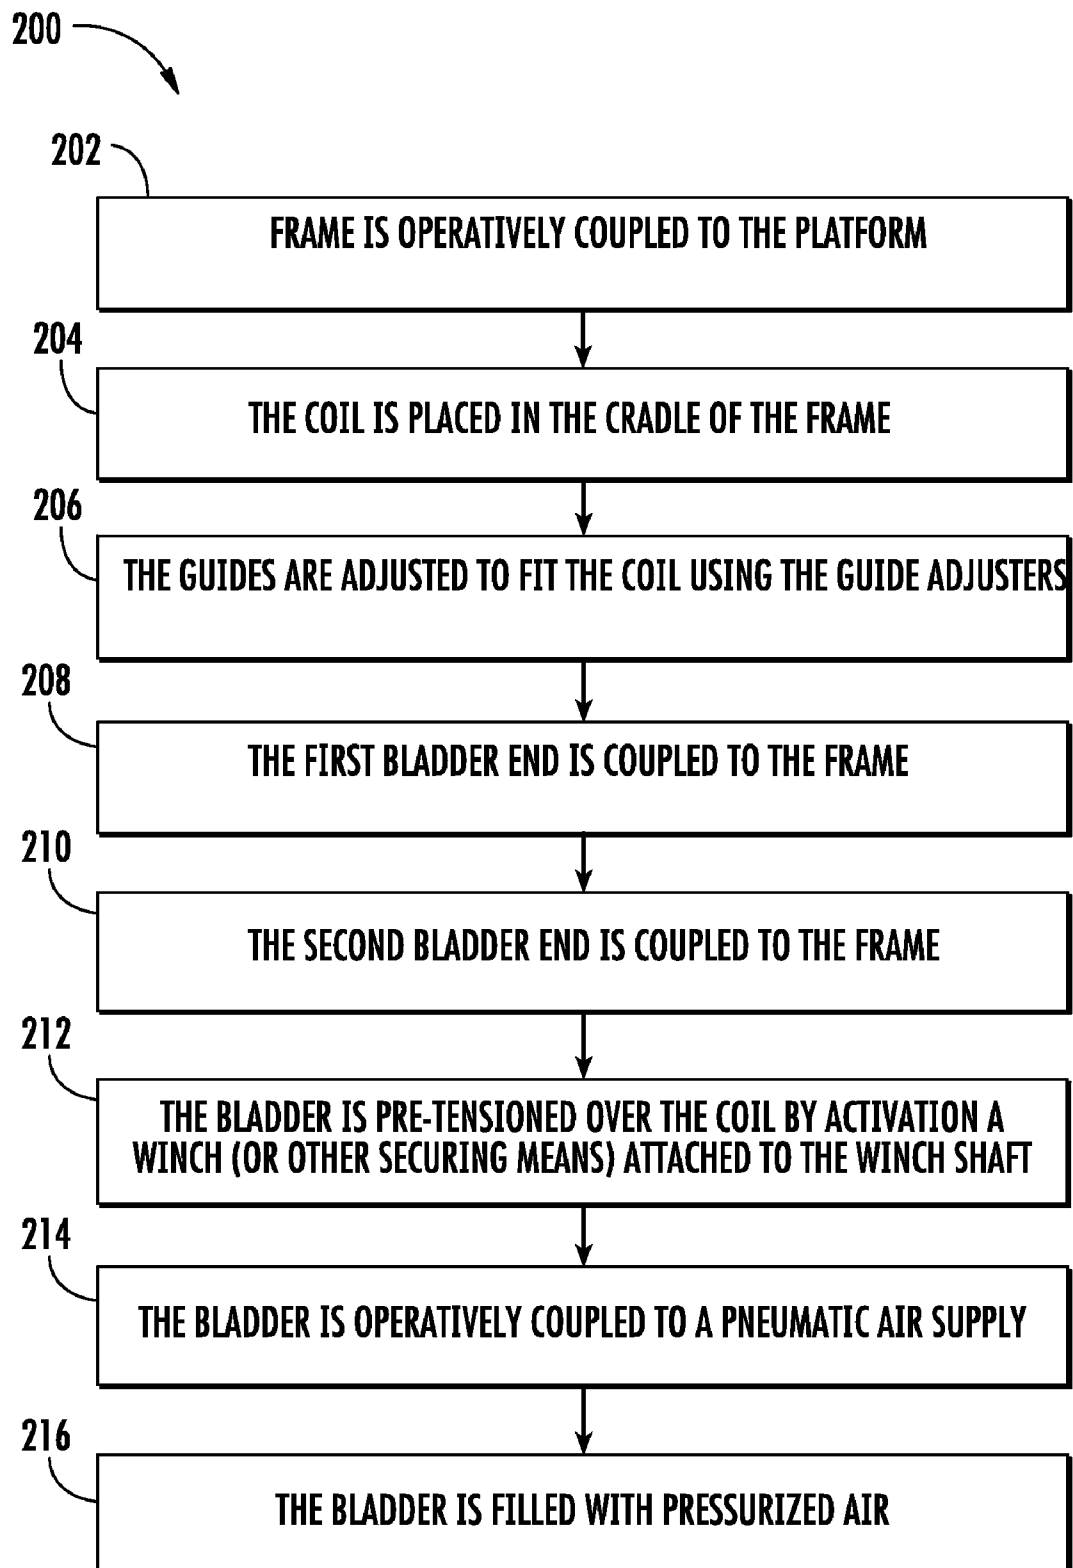 200
202
FRAME IS OPERATIVELY COUPLED TO THE PLATFORM
204
THE COIL IS PLACED IN THE CRADLE OF THE FRAME
206
THE GUIDES ARE ADJUSTED TO FIT THE COIL USING THE GUIDE ADJUSTERS
208
THE FIRST BLADDER END IS COUPLED TO THE FRAME
210
THE SECOND BLADDER END IS COUPLED TO THE FRAME
212
THE BLADDER IS PRE-TENSIONED OVER THE COIL BY ACTIVATION A
WINCH (OR OTHER SECURING MEANS) ATTACHED TO THE WINCH SHAFT
214
THE BLADDER IS OPERATIVELY COUPLED TO A PNEUMATIC AIR SUPPLY
216
THE BLADDER IS FILLED WITH PRESSURIZED AIR